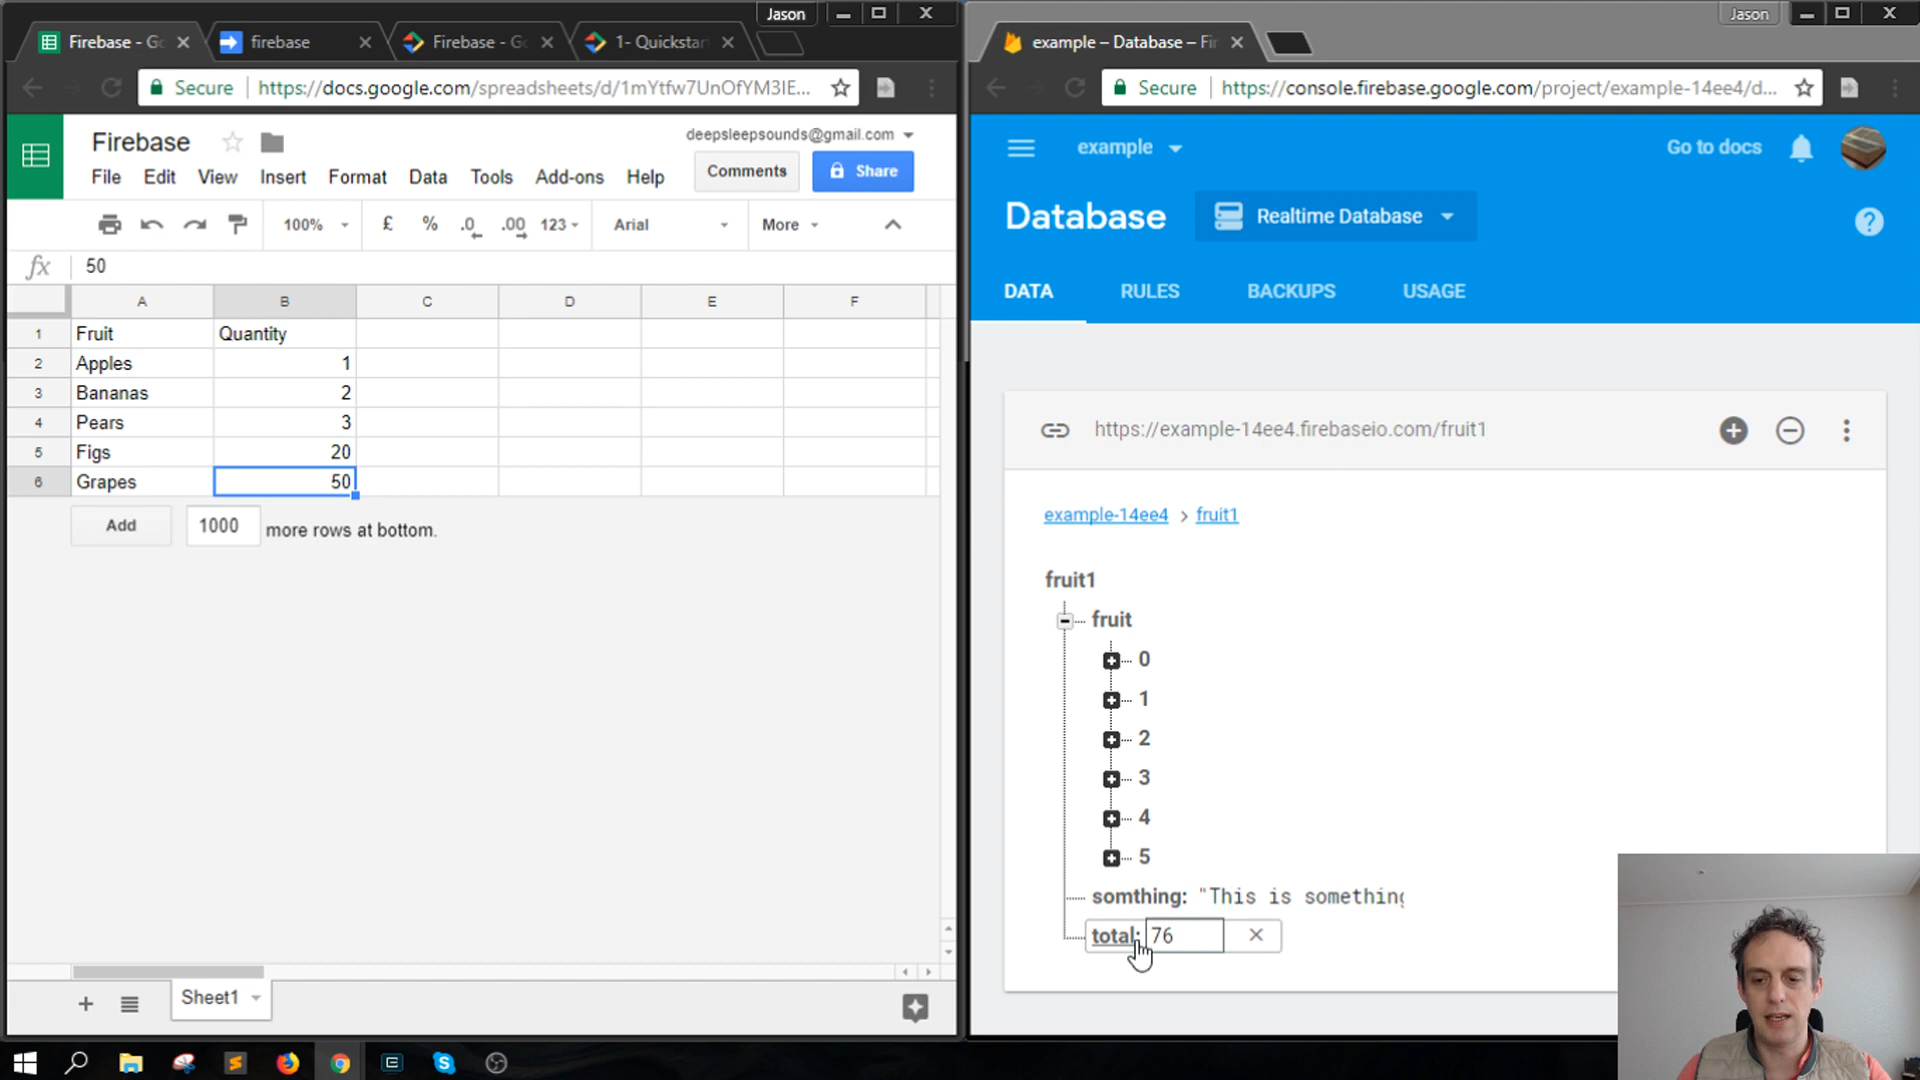 Jason
Firebase - Go
firebase
Firebase - Go
1- Quickstar
Secure
https://docs.google.com/spreadsheets/d/1mYtfw7UnOfYM3IE...
Firebase
deepsleepsounds@gmail.com
File Edit View Insert Format Data Tools Add-ons Help
Comments
Share
100%
£ % .0 .00 123
Arial
More
fx 50
A B C D E F
1 Fruit Quantity
2 Apples 1
3 Bananas 2
4 Pears 3
5 Figs 20
6 Grapes 50
Add 1000 more rows at bottom.
Sheet1
Jason
example – Database – Fir
Secure
https://console.firebase.google.com/project/example-14ee4/d...
example
Go to docs
Database
Realtime Database
?
DATA RULES BACKUPS USAGE
https://example-14ee4.firebaseio.com/fruit1
example-14ee4 > fruit1
fruit1
fruit
0
1
2
3
4
5
somthing: "This is something
total: 76